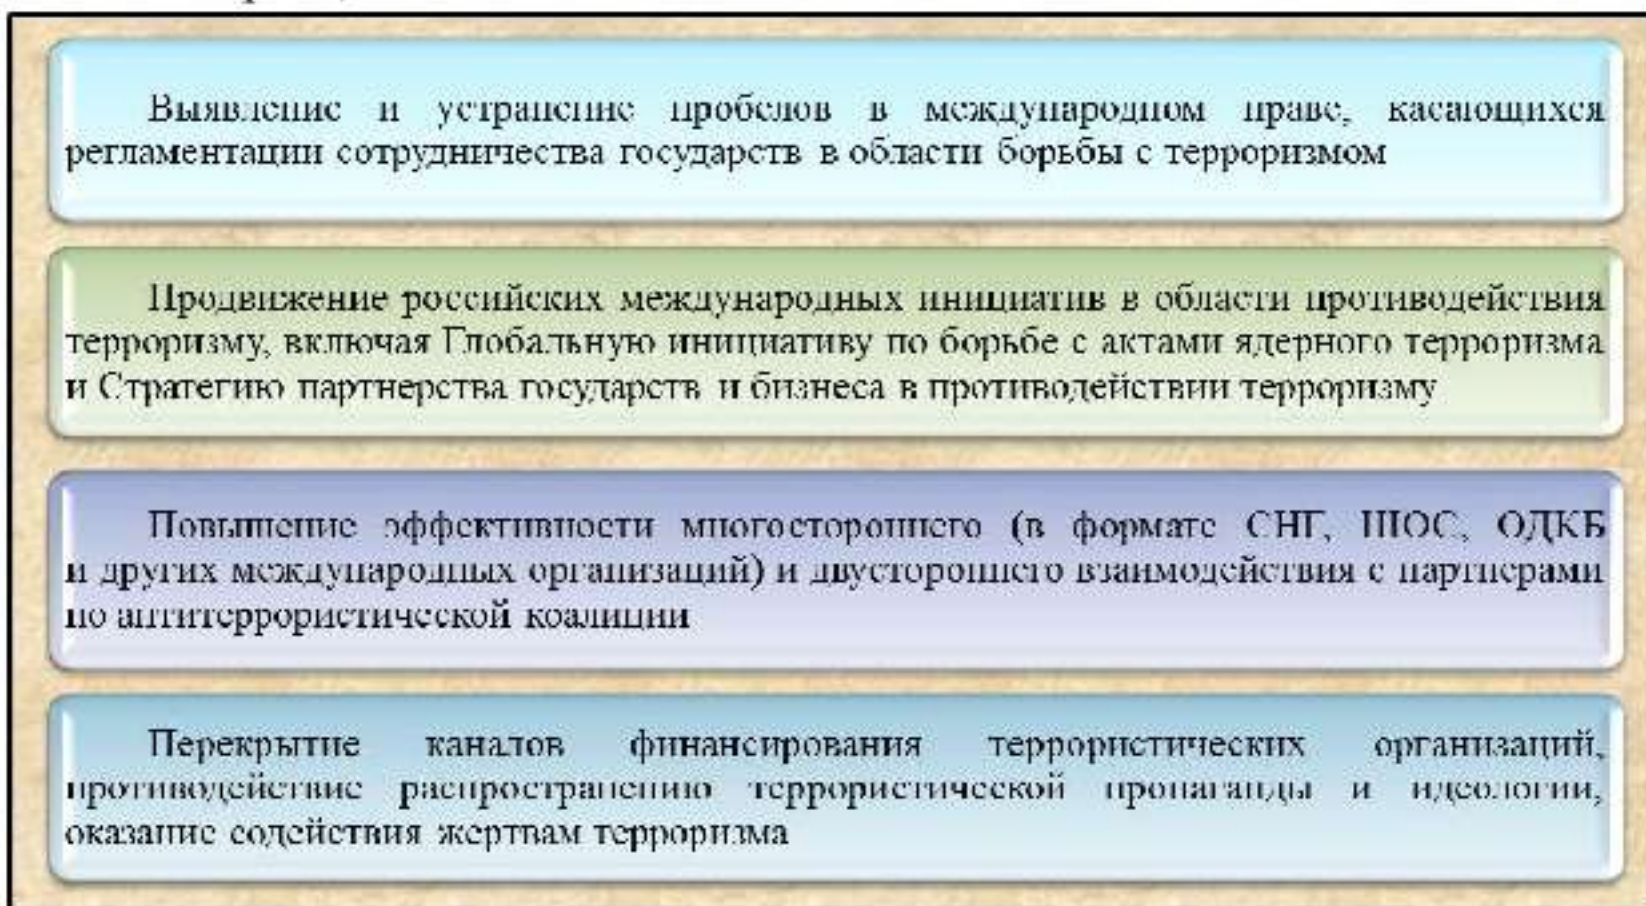 Выявление и устранение пробелов в международном праве, касающихся
регламентации сотрудничества государств в области борьбы с терроризмом
Продвижение российских международных инициатив в области противодействия
терроризму, включая Глобальную инициативу по борьбе с актами ядерного терроризма
и Стратегию партнерства государств и бизнеса в противодействии терроризму
Повышение эффективности многостороннего (в формате СНГ, ШОС, ОДКБ
и других международных организаций) и двустороннего взаимодействия с партнерами
по антитеррористической коалиции
Перекрытие каналов финансирования террористических организаций,
противодействие распространению террористической пропаганды и идеологии,
оказание содействия жертвам терроризма